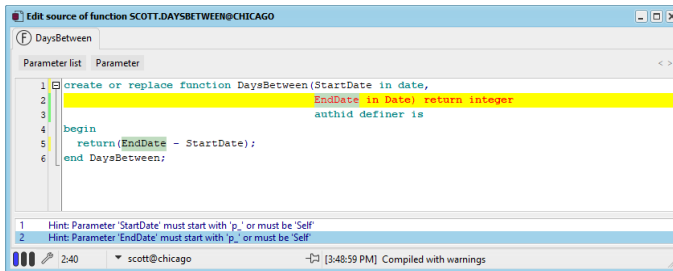 Edit source of function SCOTT.DAYSBETWEEN@CHICAGO
F DaysBetween
Parameter list Parameter < >
1 create or replace function DaysBetween(StartDate in date,
2 EndDate in Date) return integer
3 authid definer is
4 begin
5 return(EndDate - StartDate);
6 end DaysBetween;
1 Hint: Parameter 'StartDate' must start with 'p_' or must be 'Self'
2 Hint: Parameter 'EndDate' must start with 'p_' or must be 'Self'
2:40 scott@chicago [3:48:59 PM] Compiled with warnings